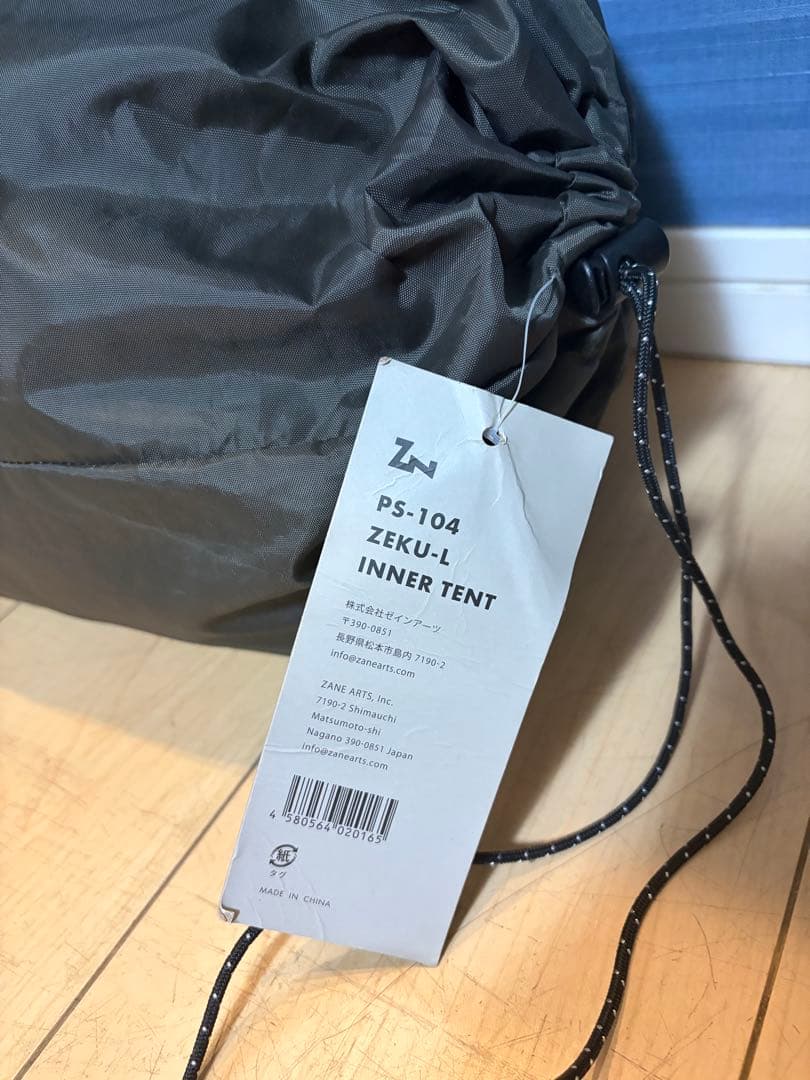 ZN
PS-104
ZEKU-L
INNER TENT
株式会社ゼインアーツ
〒390-0851
長野県松本市島内 7190-2
info@zanearts.com
ZANE ARTS, Inc.
7190-2 Shimauchi
Matsumoto-shi
Nagano 390-0851 Japan
info@zanearts.com
4 580564 020165
紙
タグ
MADE IN CHINA